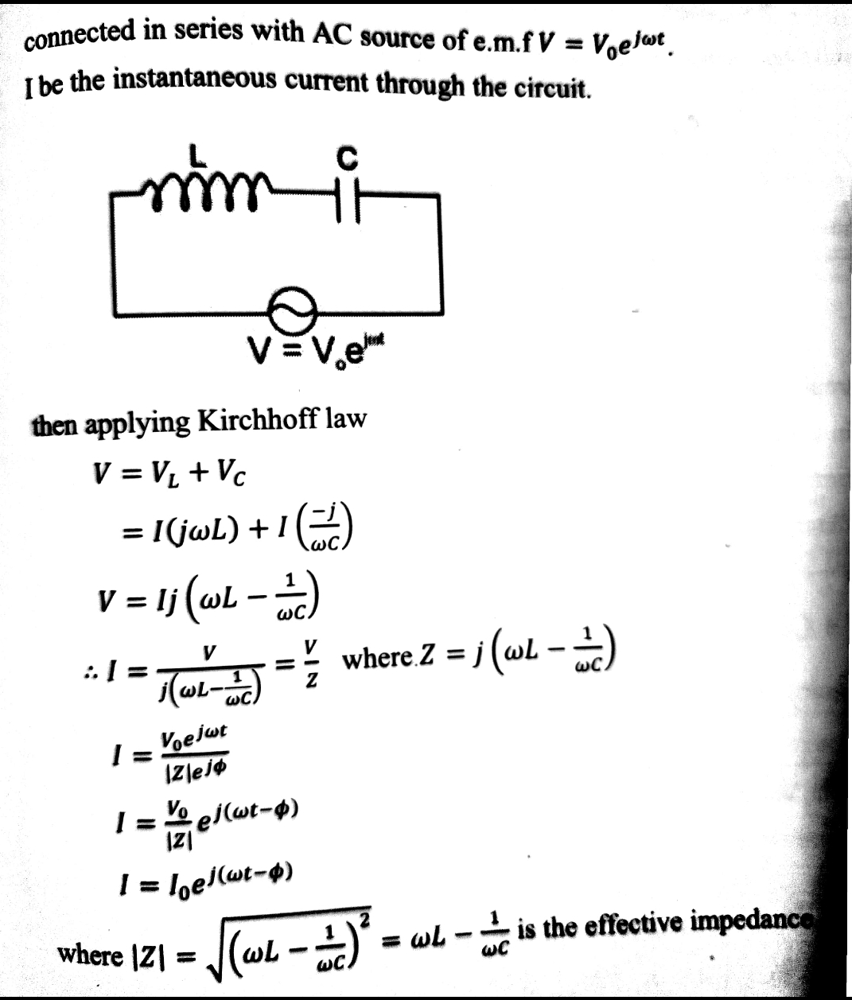 connected in series with AC source of e.m.f V = V₀e^{jωt}.
I be the instantaneous current through the circuit.
L C
V = V₀e^{jωt}
then applying Kirchhoff law
V = V_L + V_C
= I(jωL) + I(-j/ωC)
V = Ij(ωL − 1/ωC)
∴ I = V/j(ωL−1/ωC) = V/Z where Z = j(ωL − 1/ωC)
I = V₀e^{jωt}/|Z|e^{jϕ}
I = V₀/|Z| e^{j(ωt−ϕ)}
I = I₀e^{j(ωt−ϕ)}
where |Z| = √(ωL − 1/ωC)² = ωL − 1/ωC is the effective impedance